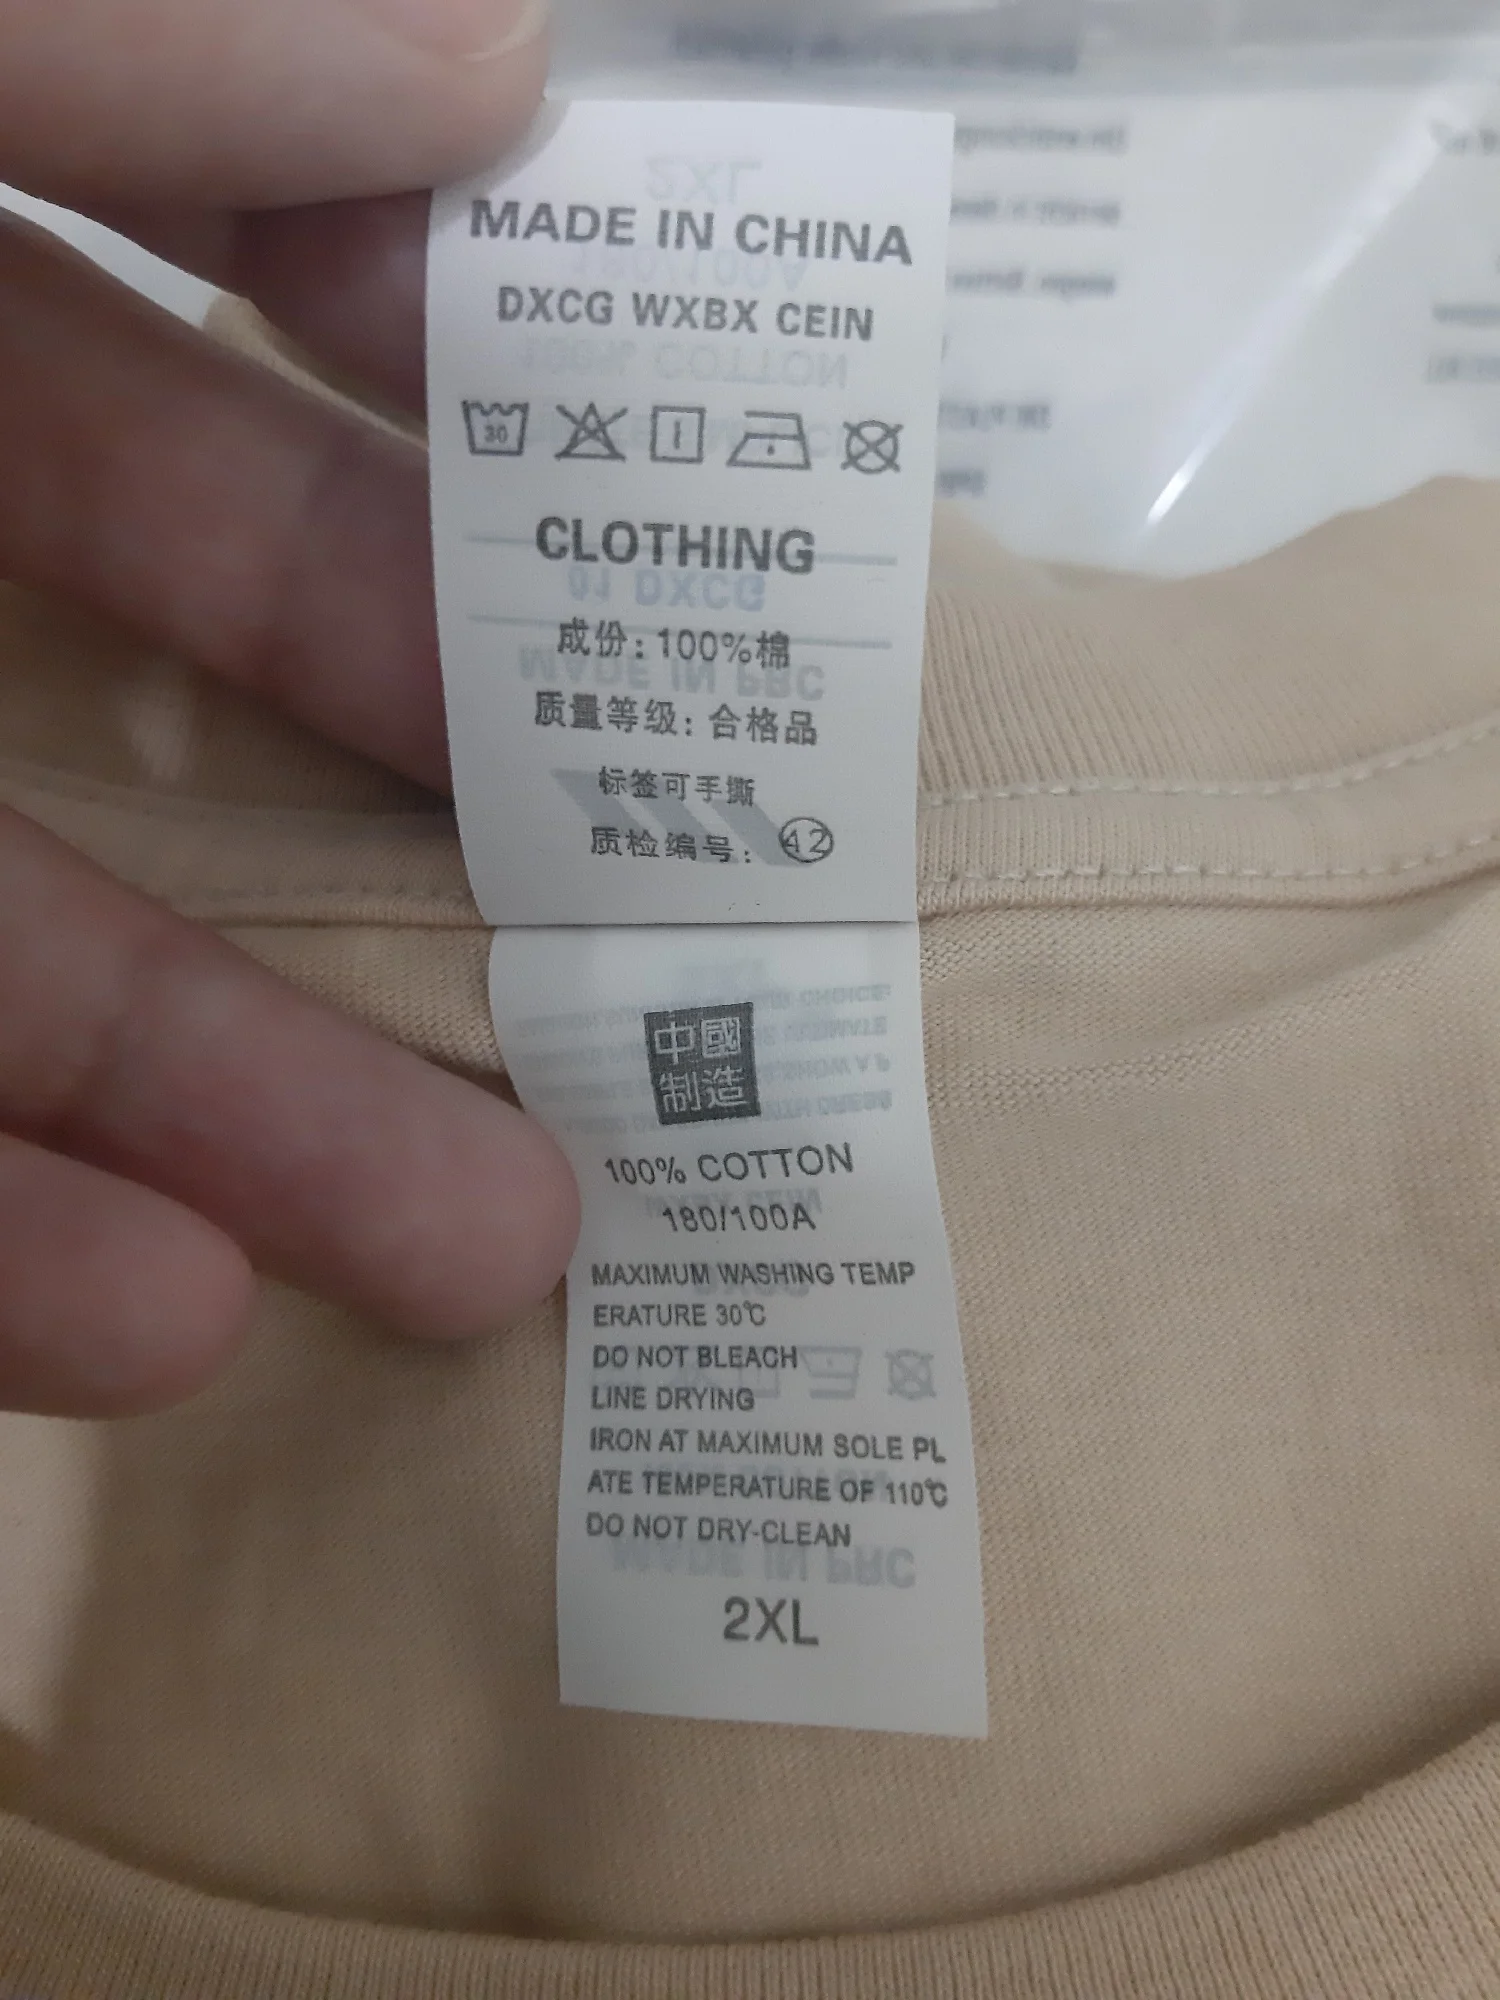 MADE IN CHINA
DXCG WXBX CEIN
30
CLOTHING
成份：100%棉
质量等级：合格品
标签可手撕
质检编号：42
中國
制造
100% COTTON
180/100A
MAXIMUM WASHING TEMP
ERATURE 30℃
DO NOT BLEACH
LINE DRYING
IRON AT MAXIMUM SOLE PL
ATE TEMPERATURE OF 110℃
DO NOT DRY-CLEAN
2XL